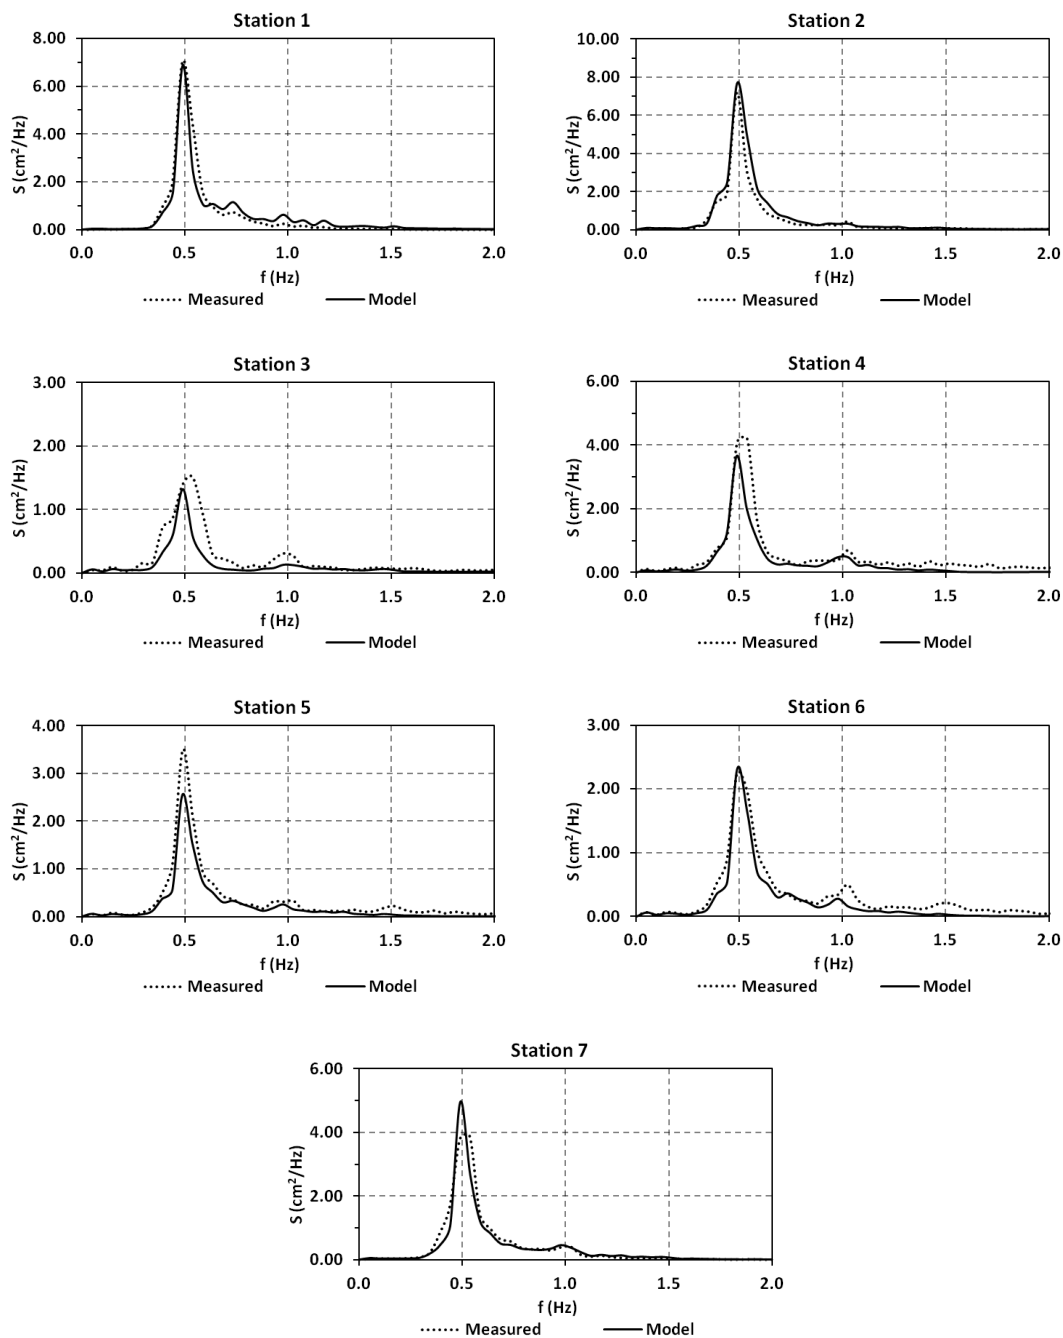 Station 1
8.00
6.00
4.00
2.00
0.00
S (cm²/Hz)
0.0 0.5 1.0 1.5 2.0
f (Hz)
Measured Model
Station 2
10.00
8.00
6.00
4.00
2.00
0.00
S (cm²/Hz)
0.0 0.5 1.0 1.5 2.0
f (Hz)
Measured Model
Station 3
3.00
2.00
1.00
0.00
S (cm²/Hz)
0.0 0.5 1.0 1.5 2.0
f (Hz)
Measured Model
Station 4
6.00
4.00
2.00
0.00
S (cm²/Hz)
0.0 0.5 1.0 1.5 2.0
f (Hz)
Measured Model
Station 5
4.00
3.00
2.00
1.00
0.00
S (cm²/Hz)
0.0 0.5 1.0 1.5 2.0
f (Hz)
Measured Model
Station 6
3.00
2.00
1.00
0.00
S (cm²/Hz)
0.0 0.5 1.0 1.5 2.0
f (Hz)
Measured Model
Station 7
6.00
4.00
2.00
0.00
S (cm²/Hz)
0.0 0.5 1.0 1.5 2.0
f (Hz)
Measured Model